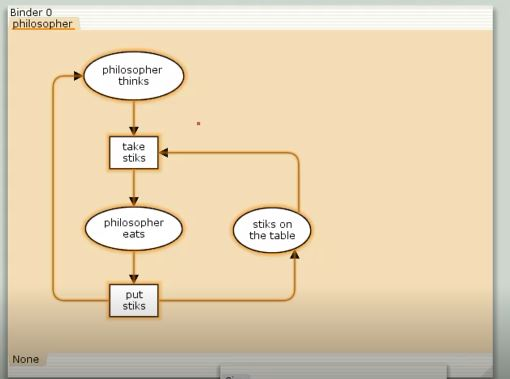 Binder 0
philosopher
philosopher
thinks
take
stiks
philosopher
eats
stiks on
the table
put
stiks
None